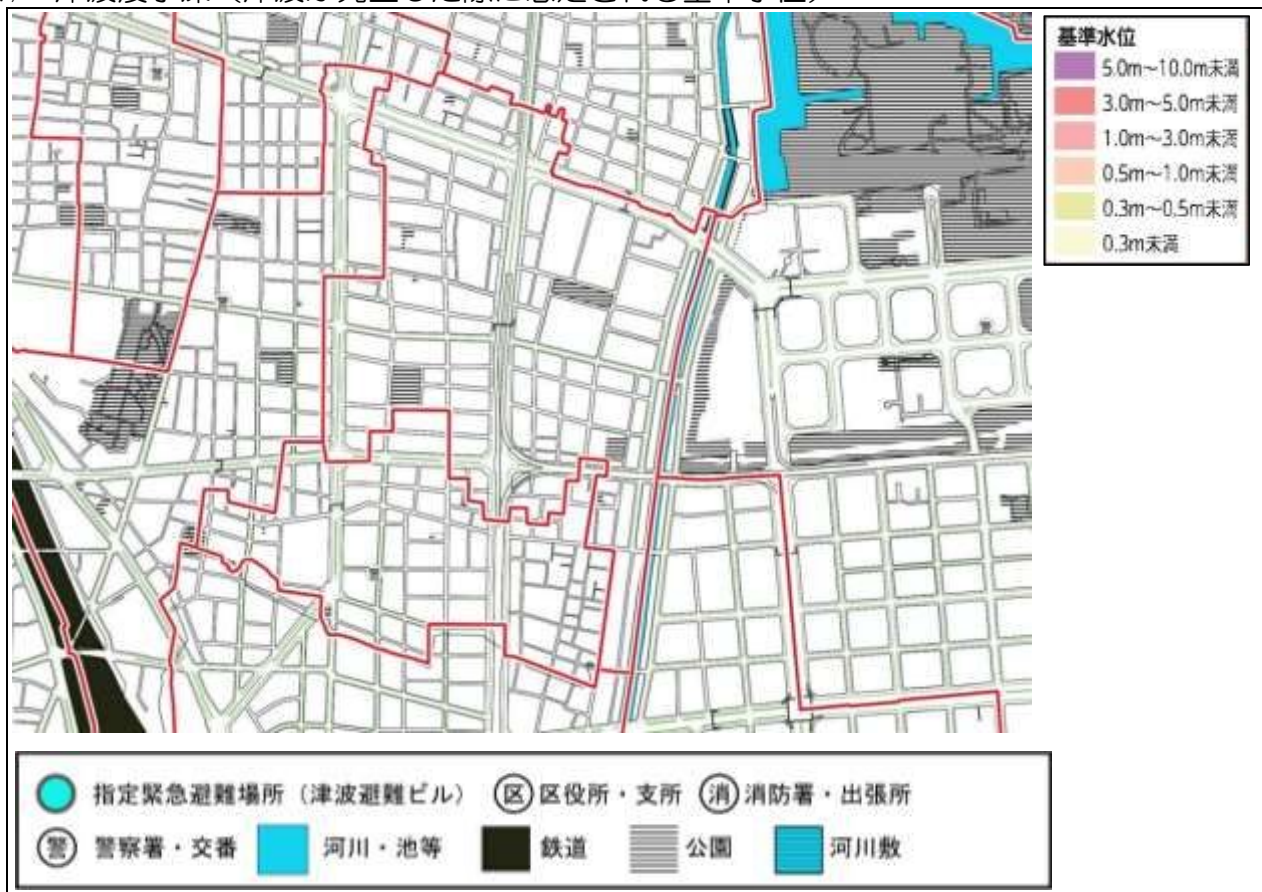 基準水位
5.0m～10.0m未満
3.0m～5.0m未満
1.0m～3.0m未満
0.5m～1.0m未満
0.3m～0.5m未満
0.3m未満
指定緊急避難場所（津波避難ビル） 区 区役所・支所 消 消防署・出張所
警 警察署・交番 河川・池等 鉄道 公園 河川敷